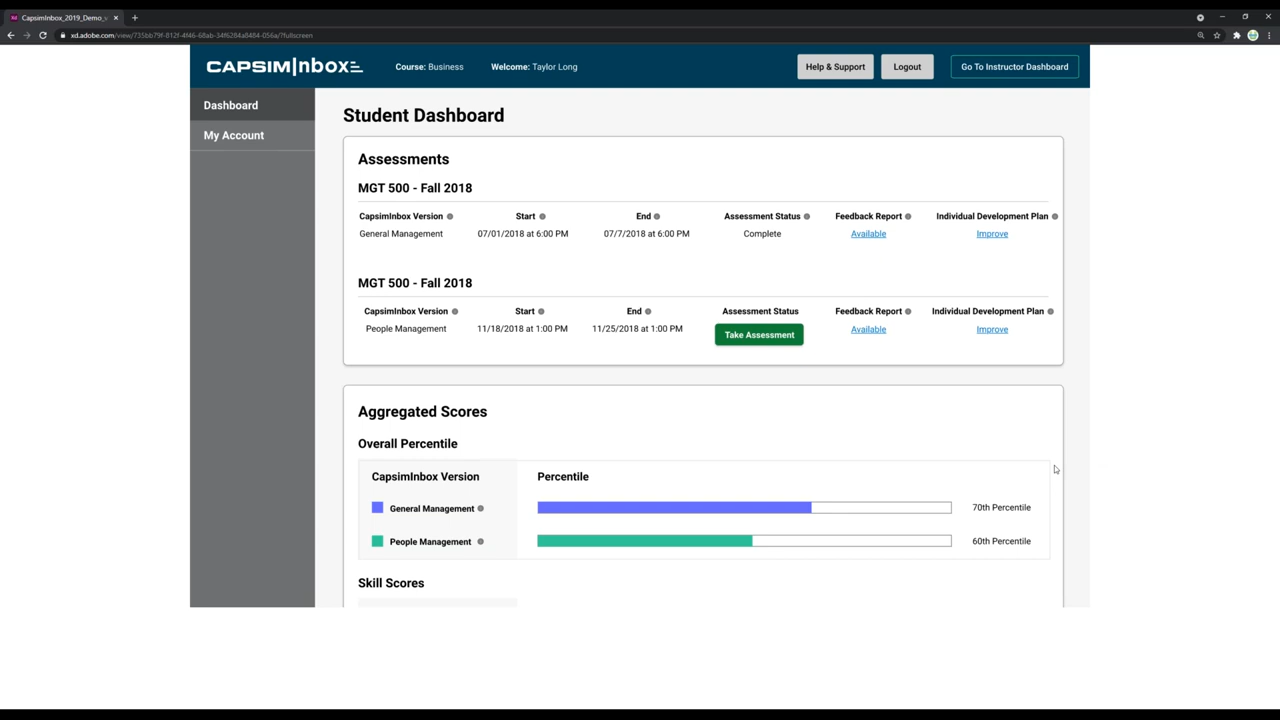 CapsimInbox_2019_Demo_v
xd.adobe.com/view/735bb79f-812f-4f46-68ab-34f6284a8484-056a/?fullscreen
CAPSIMInbox
Course: Business
Welcome: Taylor Long
Help & Support
Logout
Go To Instructor Dashboard
Dashboard
My Account
Student Dashboard
Assessments
MGT 500 - Fall 2018
CapsimInbox Version Start End Assessment Status Feedback Report Individual Development Plan
General Management 07/01/2018 at 6:00 PM 07/7/2018 at 6:00 PM Complete Available Improve
MGT 500 - Fall 2018
CapsimInbox Version Start End Assessment Status Feedback Report Individual Development Plan
People Management 11/18/2018 at 1:00 PM 11/25/2018 at 1:00 PM Take Assessment Available Improve
Aggregated Scores
Overall Percentile
CapsimInbox Version Percentile
General Management 70th Percentile
People Management 60th Percentile
Skill Scores